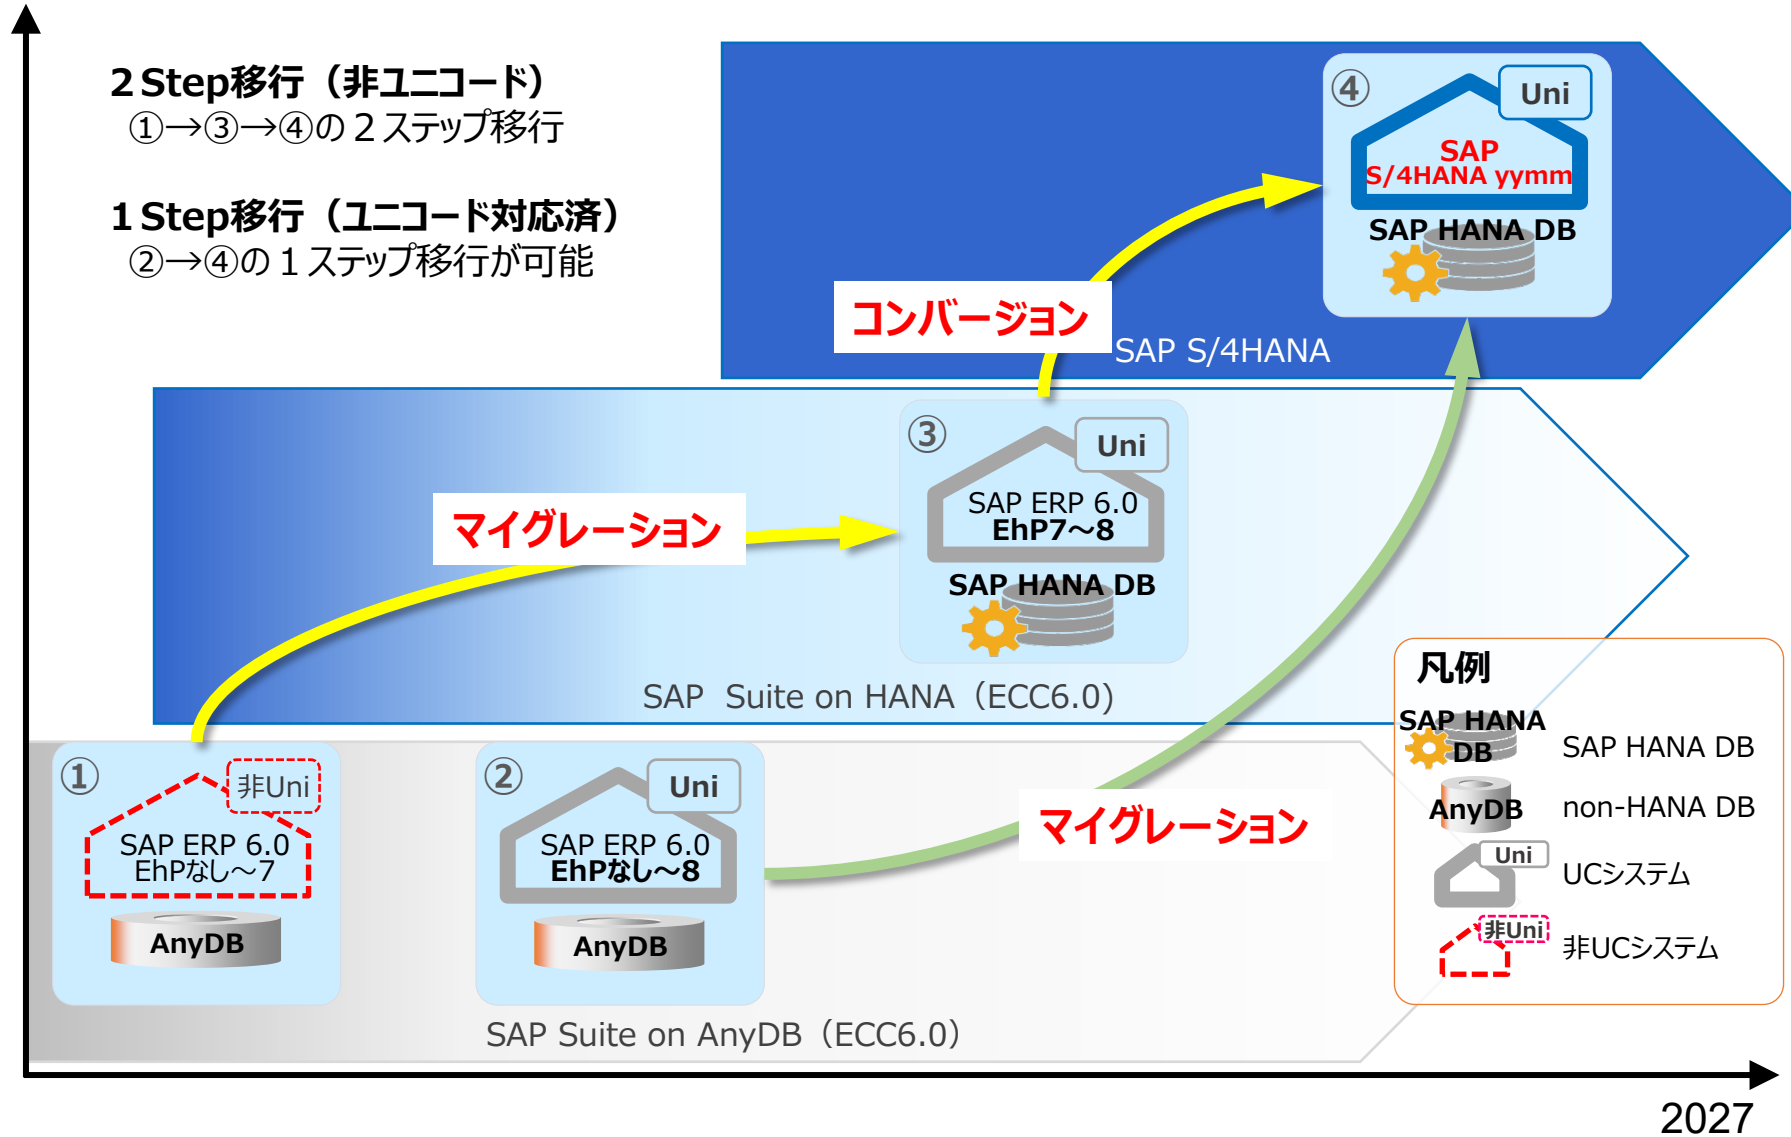 ２Step移行（非ユニコード）
①→③→④の２ステップ移行
１Step移行（ユニコード対応済）
②→④の１ステップ移行が可能
④
Uni
SAP
S/4HANA yymm
SAP HANA DB
コンバージョン
SAP S/4HANA
③
Uni
SAP ERP 6.0
EhP7～8
SAP HANA DB
マイグレーション
SAP Suite on HANA（ECC6.0)
①
非Uni
SAP ERP 6.0
EhPなし～7
AnyDB
②
Uni
SAP ERP 6.0
EhPなし～8
AnyDB
マイグレーション
SAP Suite on AnyDB（ECC6.0）
凡例
SAP HANA
DB
SAP HANA DB
AnyDB
non-HANA DB
Uni
UCシステム
非Uni
非UCシステム
2027